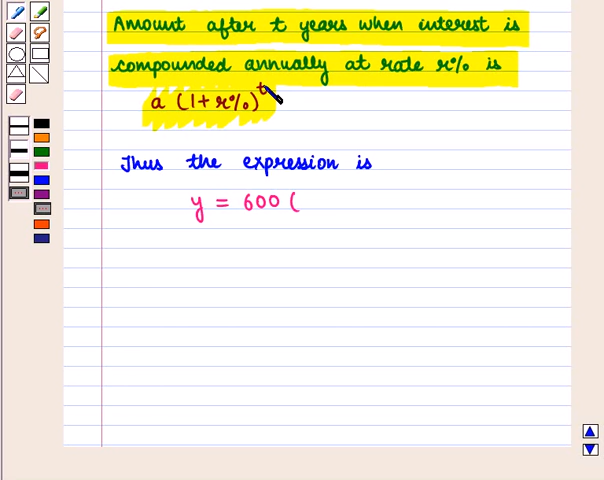 Amount after t years when interest is
compounded annually at rate r% is
a (1+r%)^t
Thus the expression is
y = 600 (